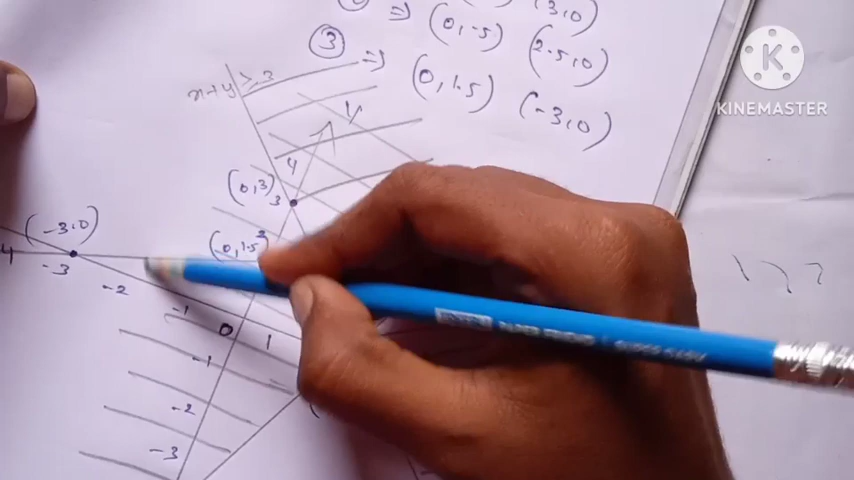 ⇒ (0, -5) (3,0)
③ ⇒ (0, 1.5) (2.5,0)
(-3,0)
x+y ≥ 3
y
4
(0,3) 3
(0,1.5) 2
(-3,0)
4 -3
-2
-1
0 1
-1
-2
-3
K
KINEMASTER